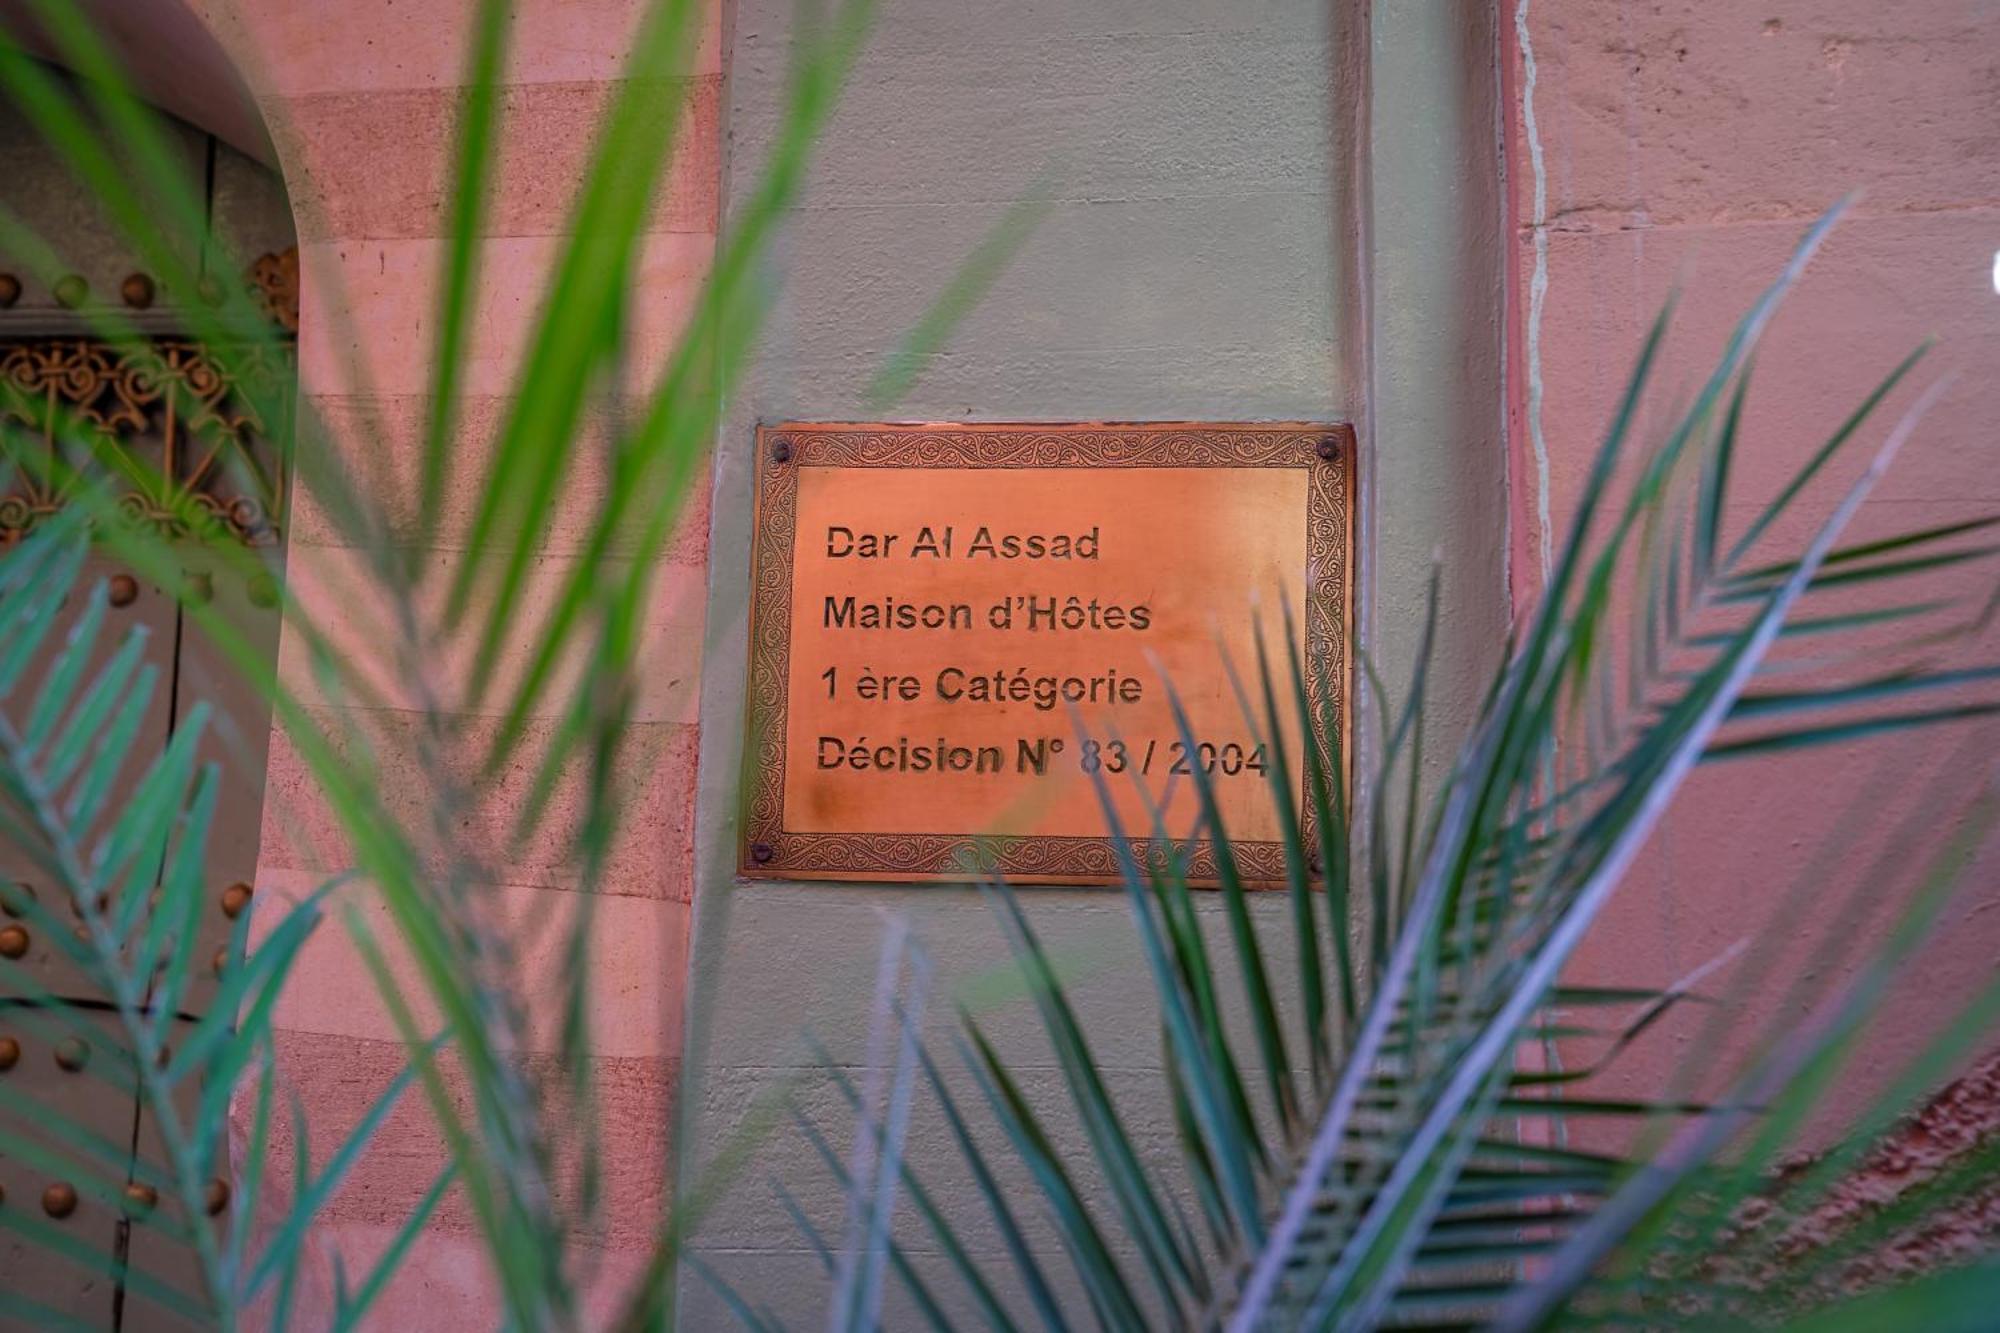 Dar Al Assad
Maison d’Hôtes
1 ère Catégorie
Décision N° 83 / 2004